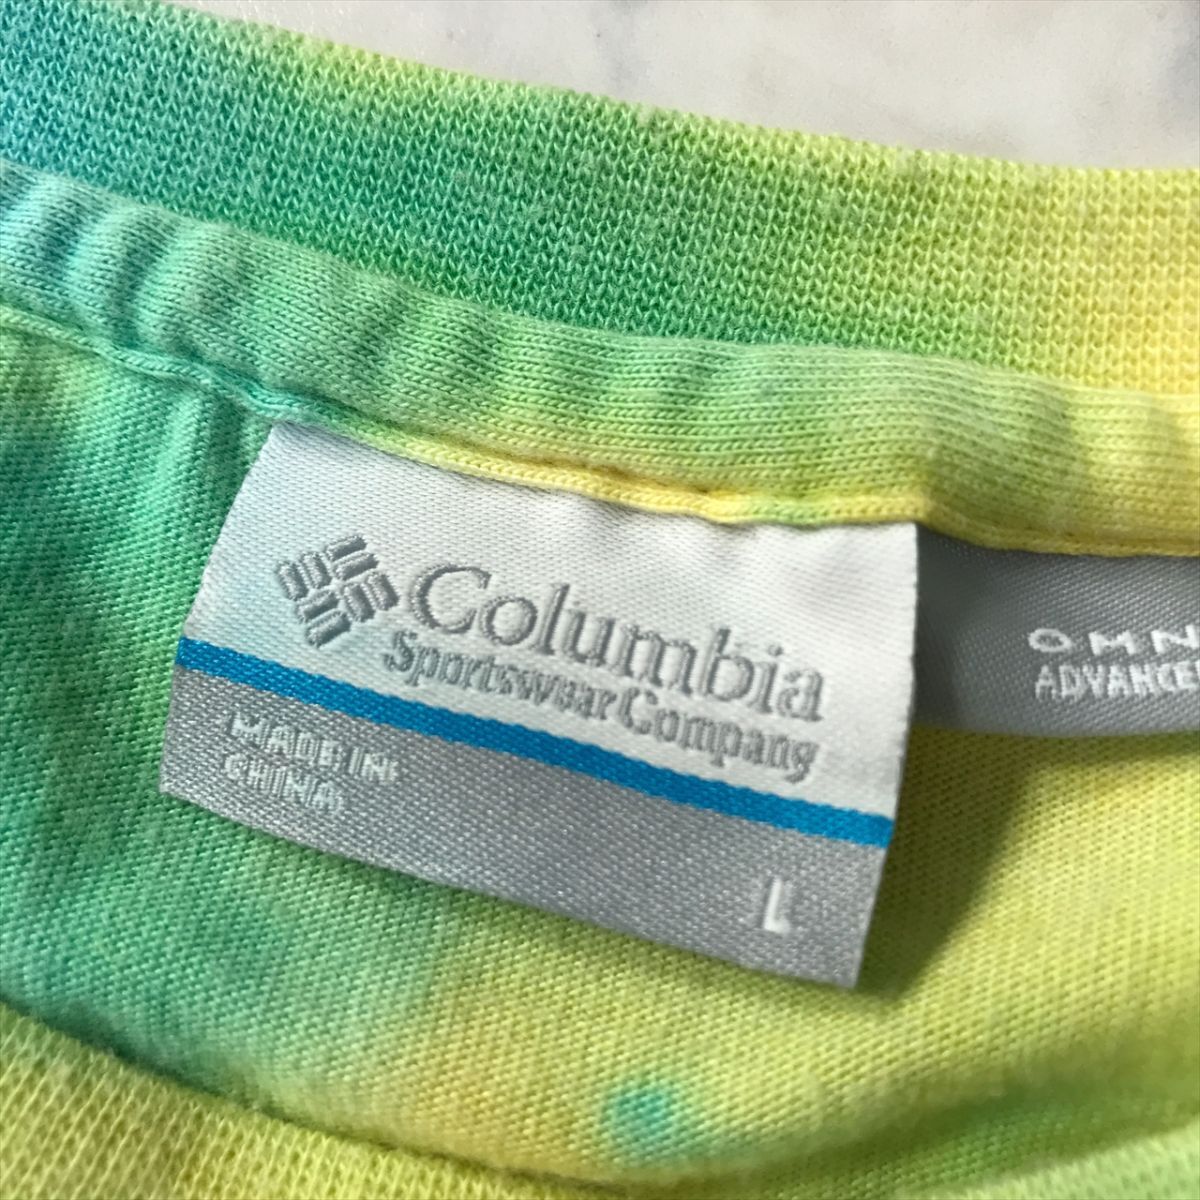 Columbia
Sportswear Company
MADE IN
CHINA
L
OMN
ADVANCE